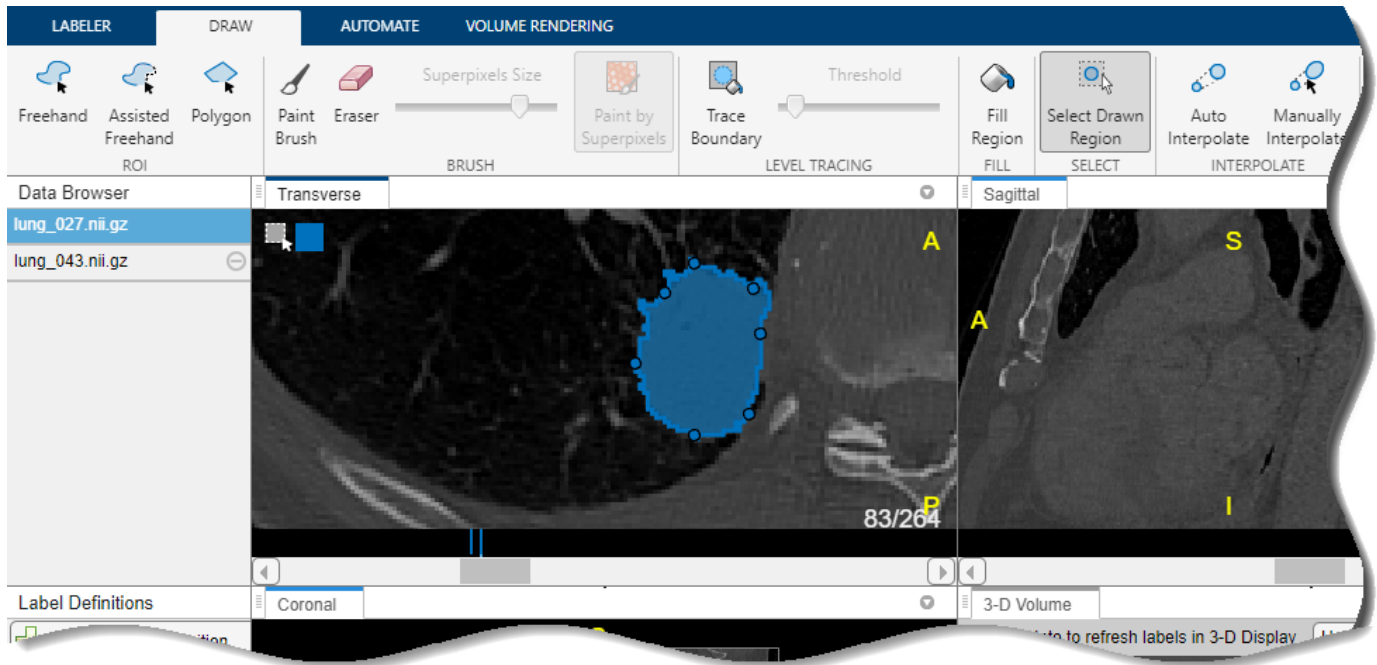 LABELER DRAW AUTOMATE VOLUME RENDERING
Superpixels Size Threshold
Freehand Assisted Freehand Polygon Paint Brush Eraser Paint by Superpixels Trace Boundary Fill Region Select Drawn Region Auto Interpolate Manually Interpolate
ROI BRUSH LEVEL TRACING FILL SELECT INTERPOLATE
Data Browser Transverse Sagittal
lung_027.nii.gz
lung_043.nii.gz
A S
A
P I
83/264
Label Definitions Coronal 3-D Volume
to refresh labels in 3-D Display